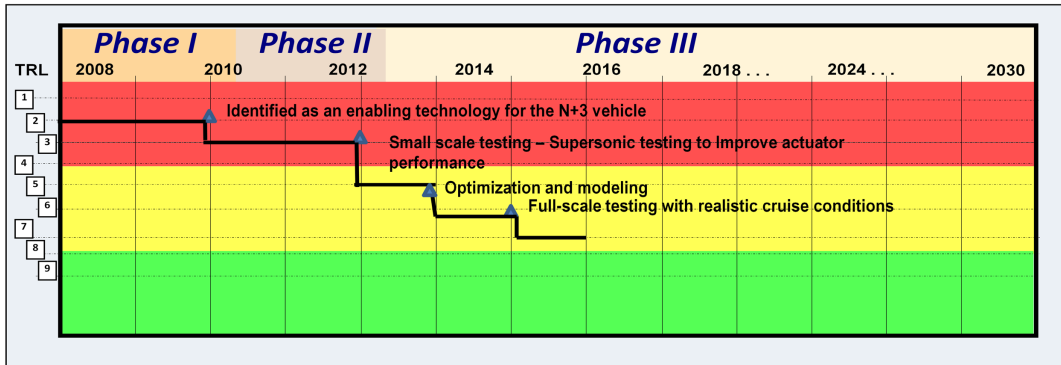 Phase I Phase II Phase III
TRL 2008 2010 2012 2014 2016 2018 . . . 2024 . . . 2030
1
Identified as an enabling technology for the N+3 vehicle
2
3
Small scale testing – Supersonic testing to Improve actuator
performance
4
5
Optimization and modeling
6
Full-scale testing with realistic cruise conditions
7
8
9